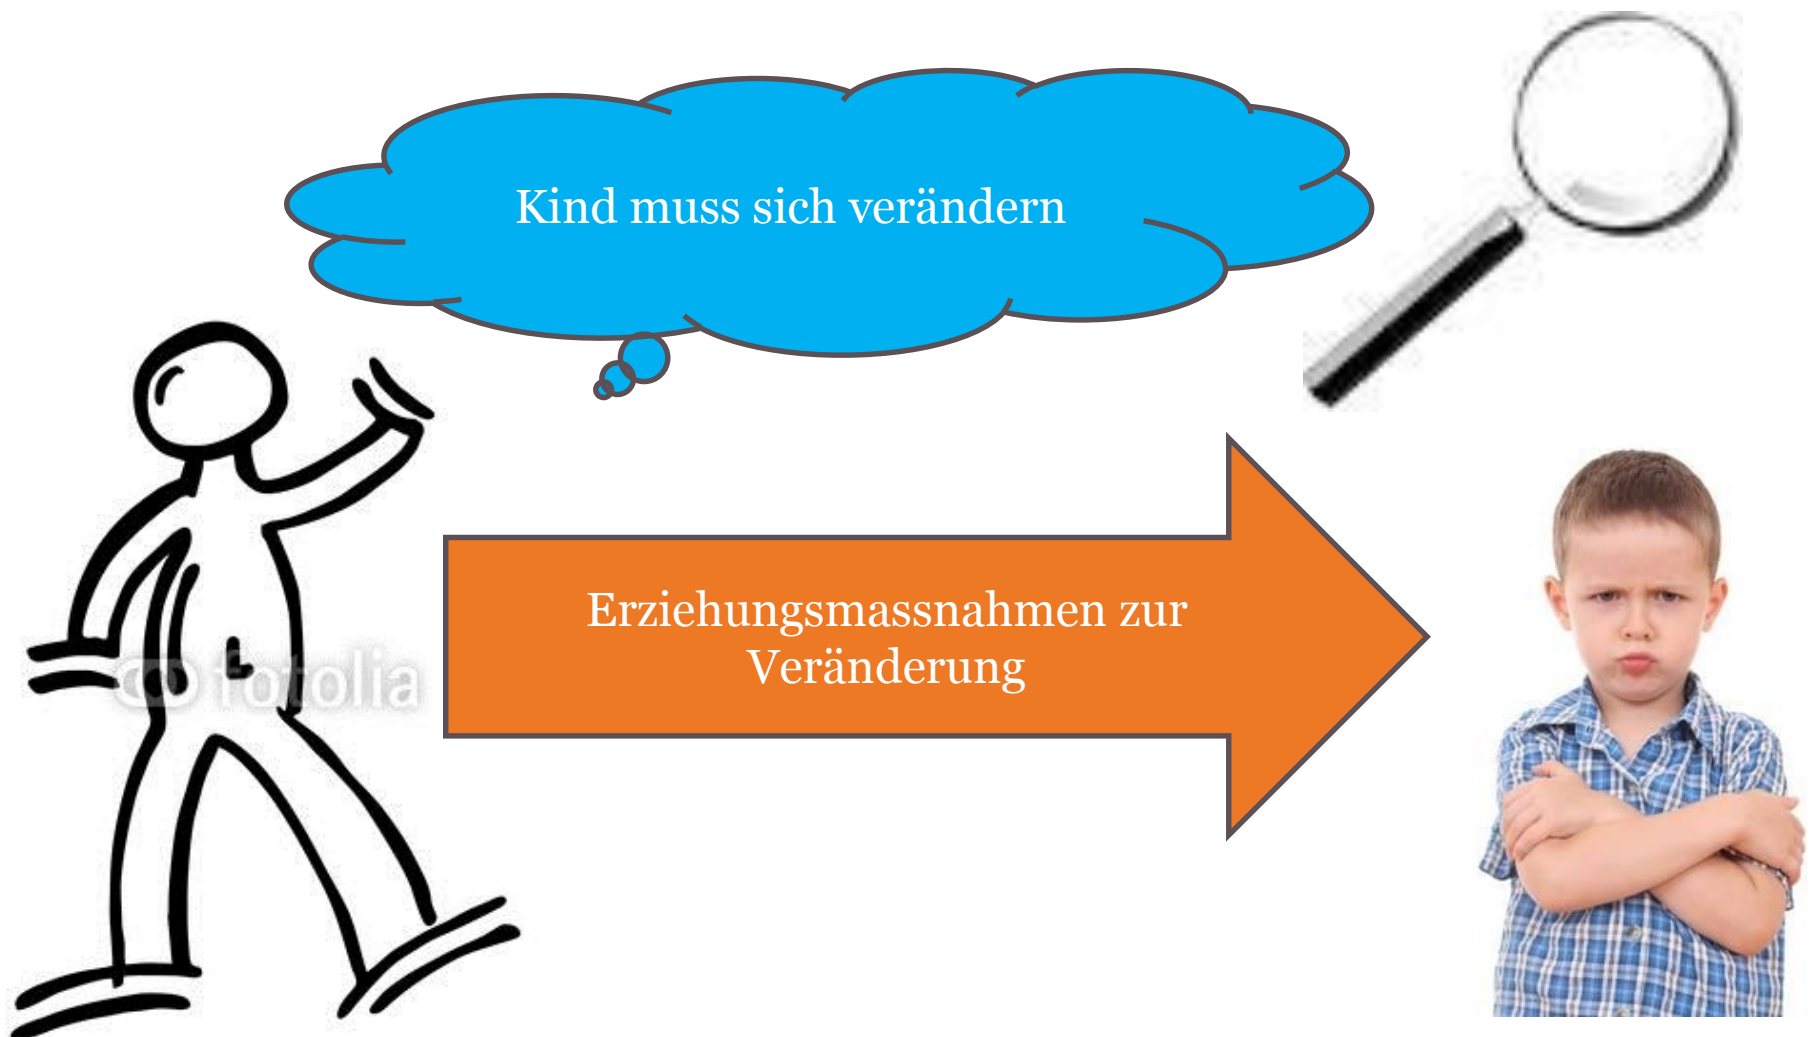 Kind muss sich verändern
Erziehungsmassnahmen zur
Veränderung
fotolia